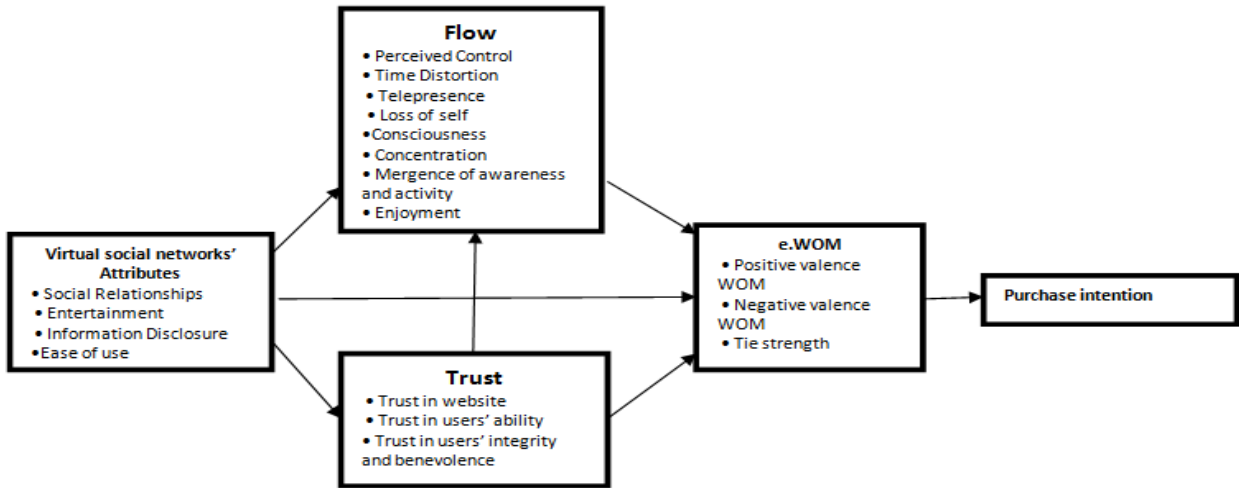 Flow
• Perceived Control
• Time Distortion
• Telepresence
• Loss of self
•Consciousness
• Concentration
• Mergence of awareness
and activity
• Enjoyment
Virtual social networks'
Attributes
• Social Relationships
• Entertainment
• Information Disclosure
•Ease of use
Trust
• Trust in website
• Trust in users' ability
• Trust in users' integrity
and benevolence
e.WOM
• Positive valence
WOM
• Negative valence
WOM
• Tie strength
Purchase intention